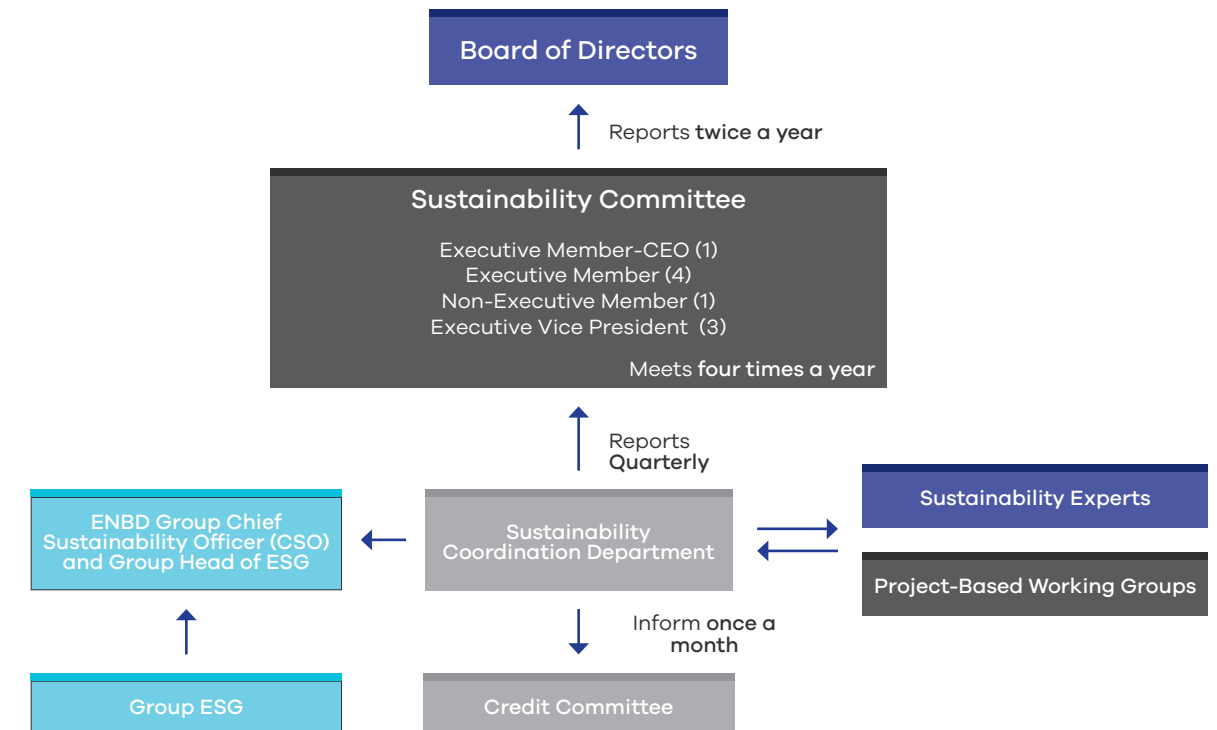 Board of Directors
Reports twice a year
Sustainability Committee
Executive Member-CEO (1)
Executive Member (4)
Non-Executive Member (1)
Executive Vice President (3)
Meets four times a year
Reports
Quarterly
ENBD Group Chief
Sustainability Officer (CSO)
and Group Head of ESG
Sustainability
Coordination Department
Sustainability Experts
Project-Based Working Groups
Inform once a
month
Group ESG
Credit Committee